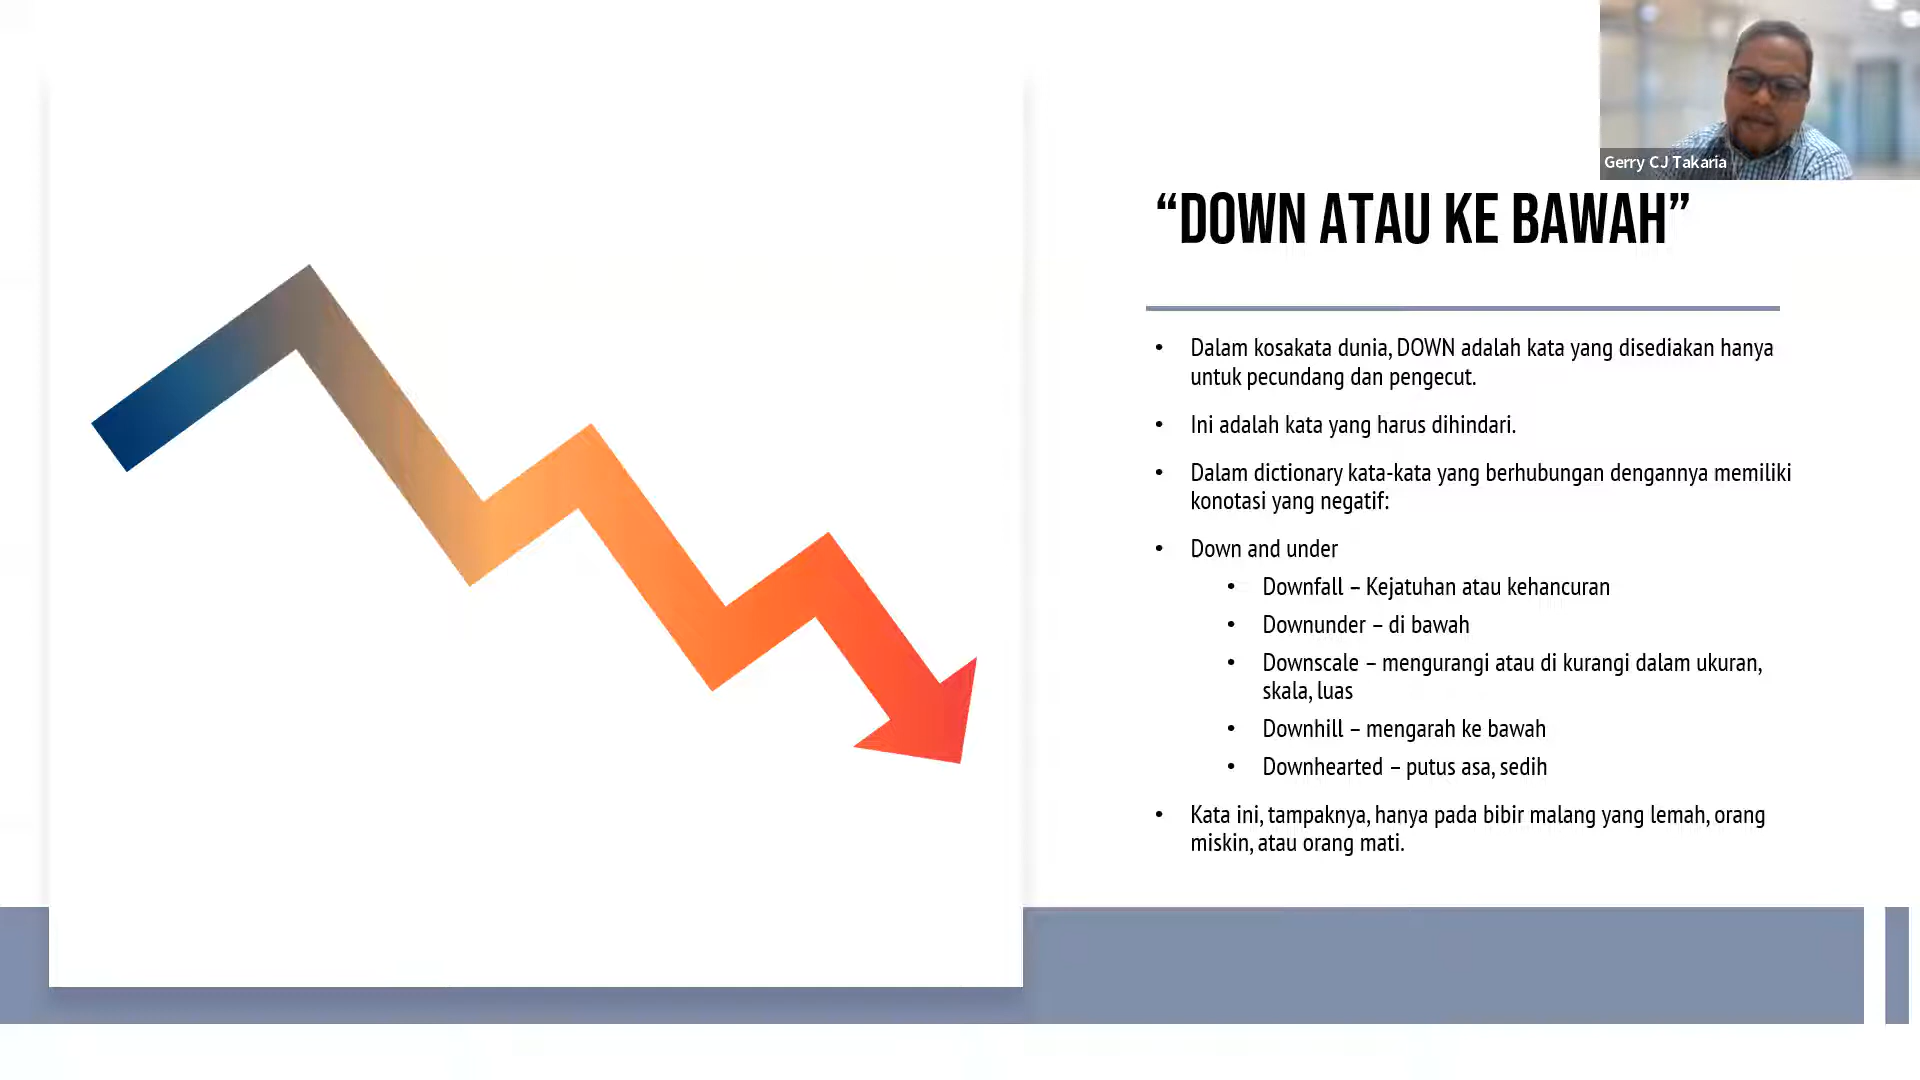 Gerry CJ Takaria
“DOWN ATAU KE BAWAH”
• Dalam kosakata dunia, DOWN adalah kata yang disediakan hanya
untuk pecundang dan pengecut.
• Ini adalah kata yang harus dihindari.
• Dalam dictionary kata-kata yang berhubungan dengannya memiliki
konotasi yang negatif:
• Down and under
• Downfall – Kejatuhan atau kehancuran
• Downunder – di bawah
• Downscale – mengurangi atau di kurangi dalam ukuran,
skala, luas
• Downhill – mengarah ke bawah
• Downhearted – putus asa, sedih
• Kata ini, tampaknya, hanya pada bibir malang yang lemah, orang
miskin, atau orang mati.